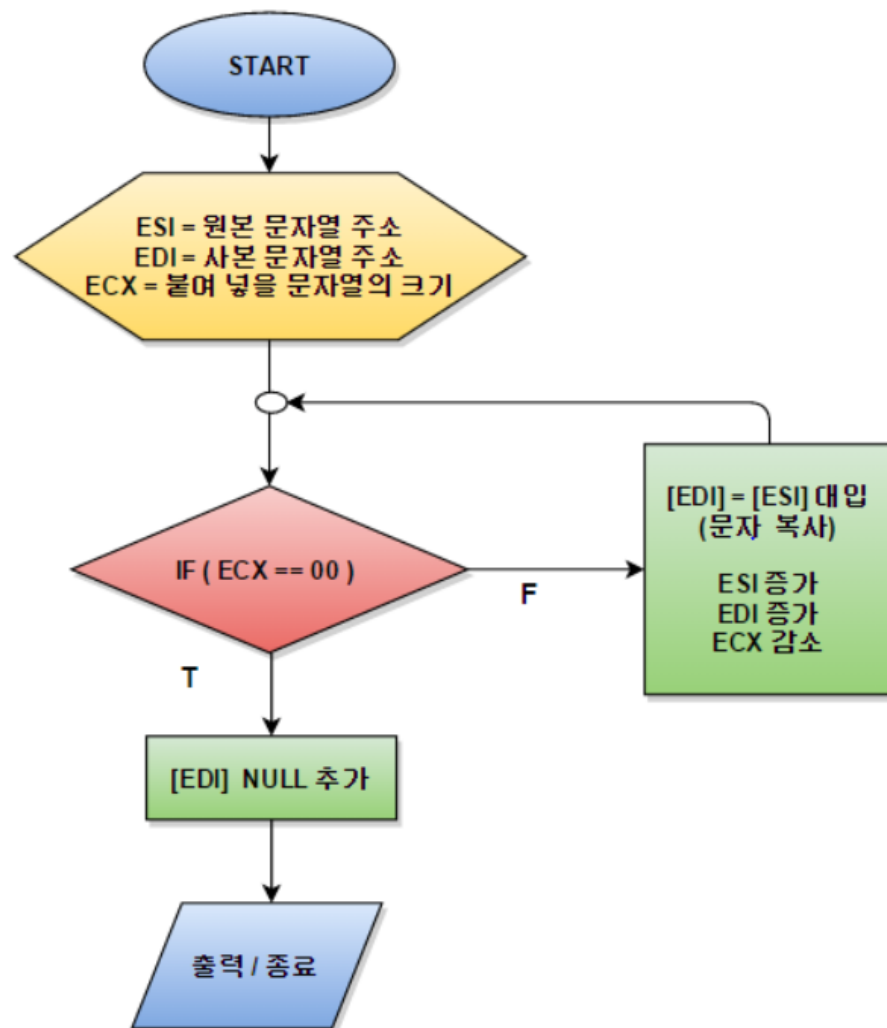 START
ESI = 원본 문자열 주소
EDI = 사본 문자열 주소
ECX = 붙여 넣을 문자열의 크기
IF ( ECX == 00 )
F
[EDI] = [ESI] 대입
(문자 복사)
ESI 증가
EDI 증가
ECX 감소
T
[EDI] NULL 추가
출력 / 종료